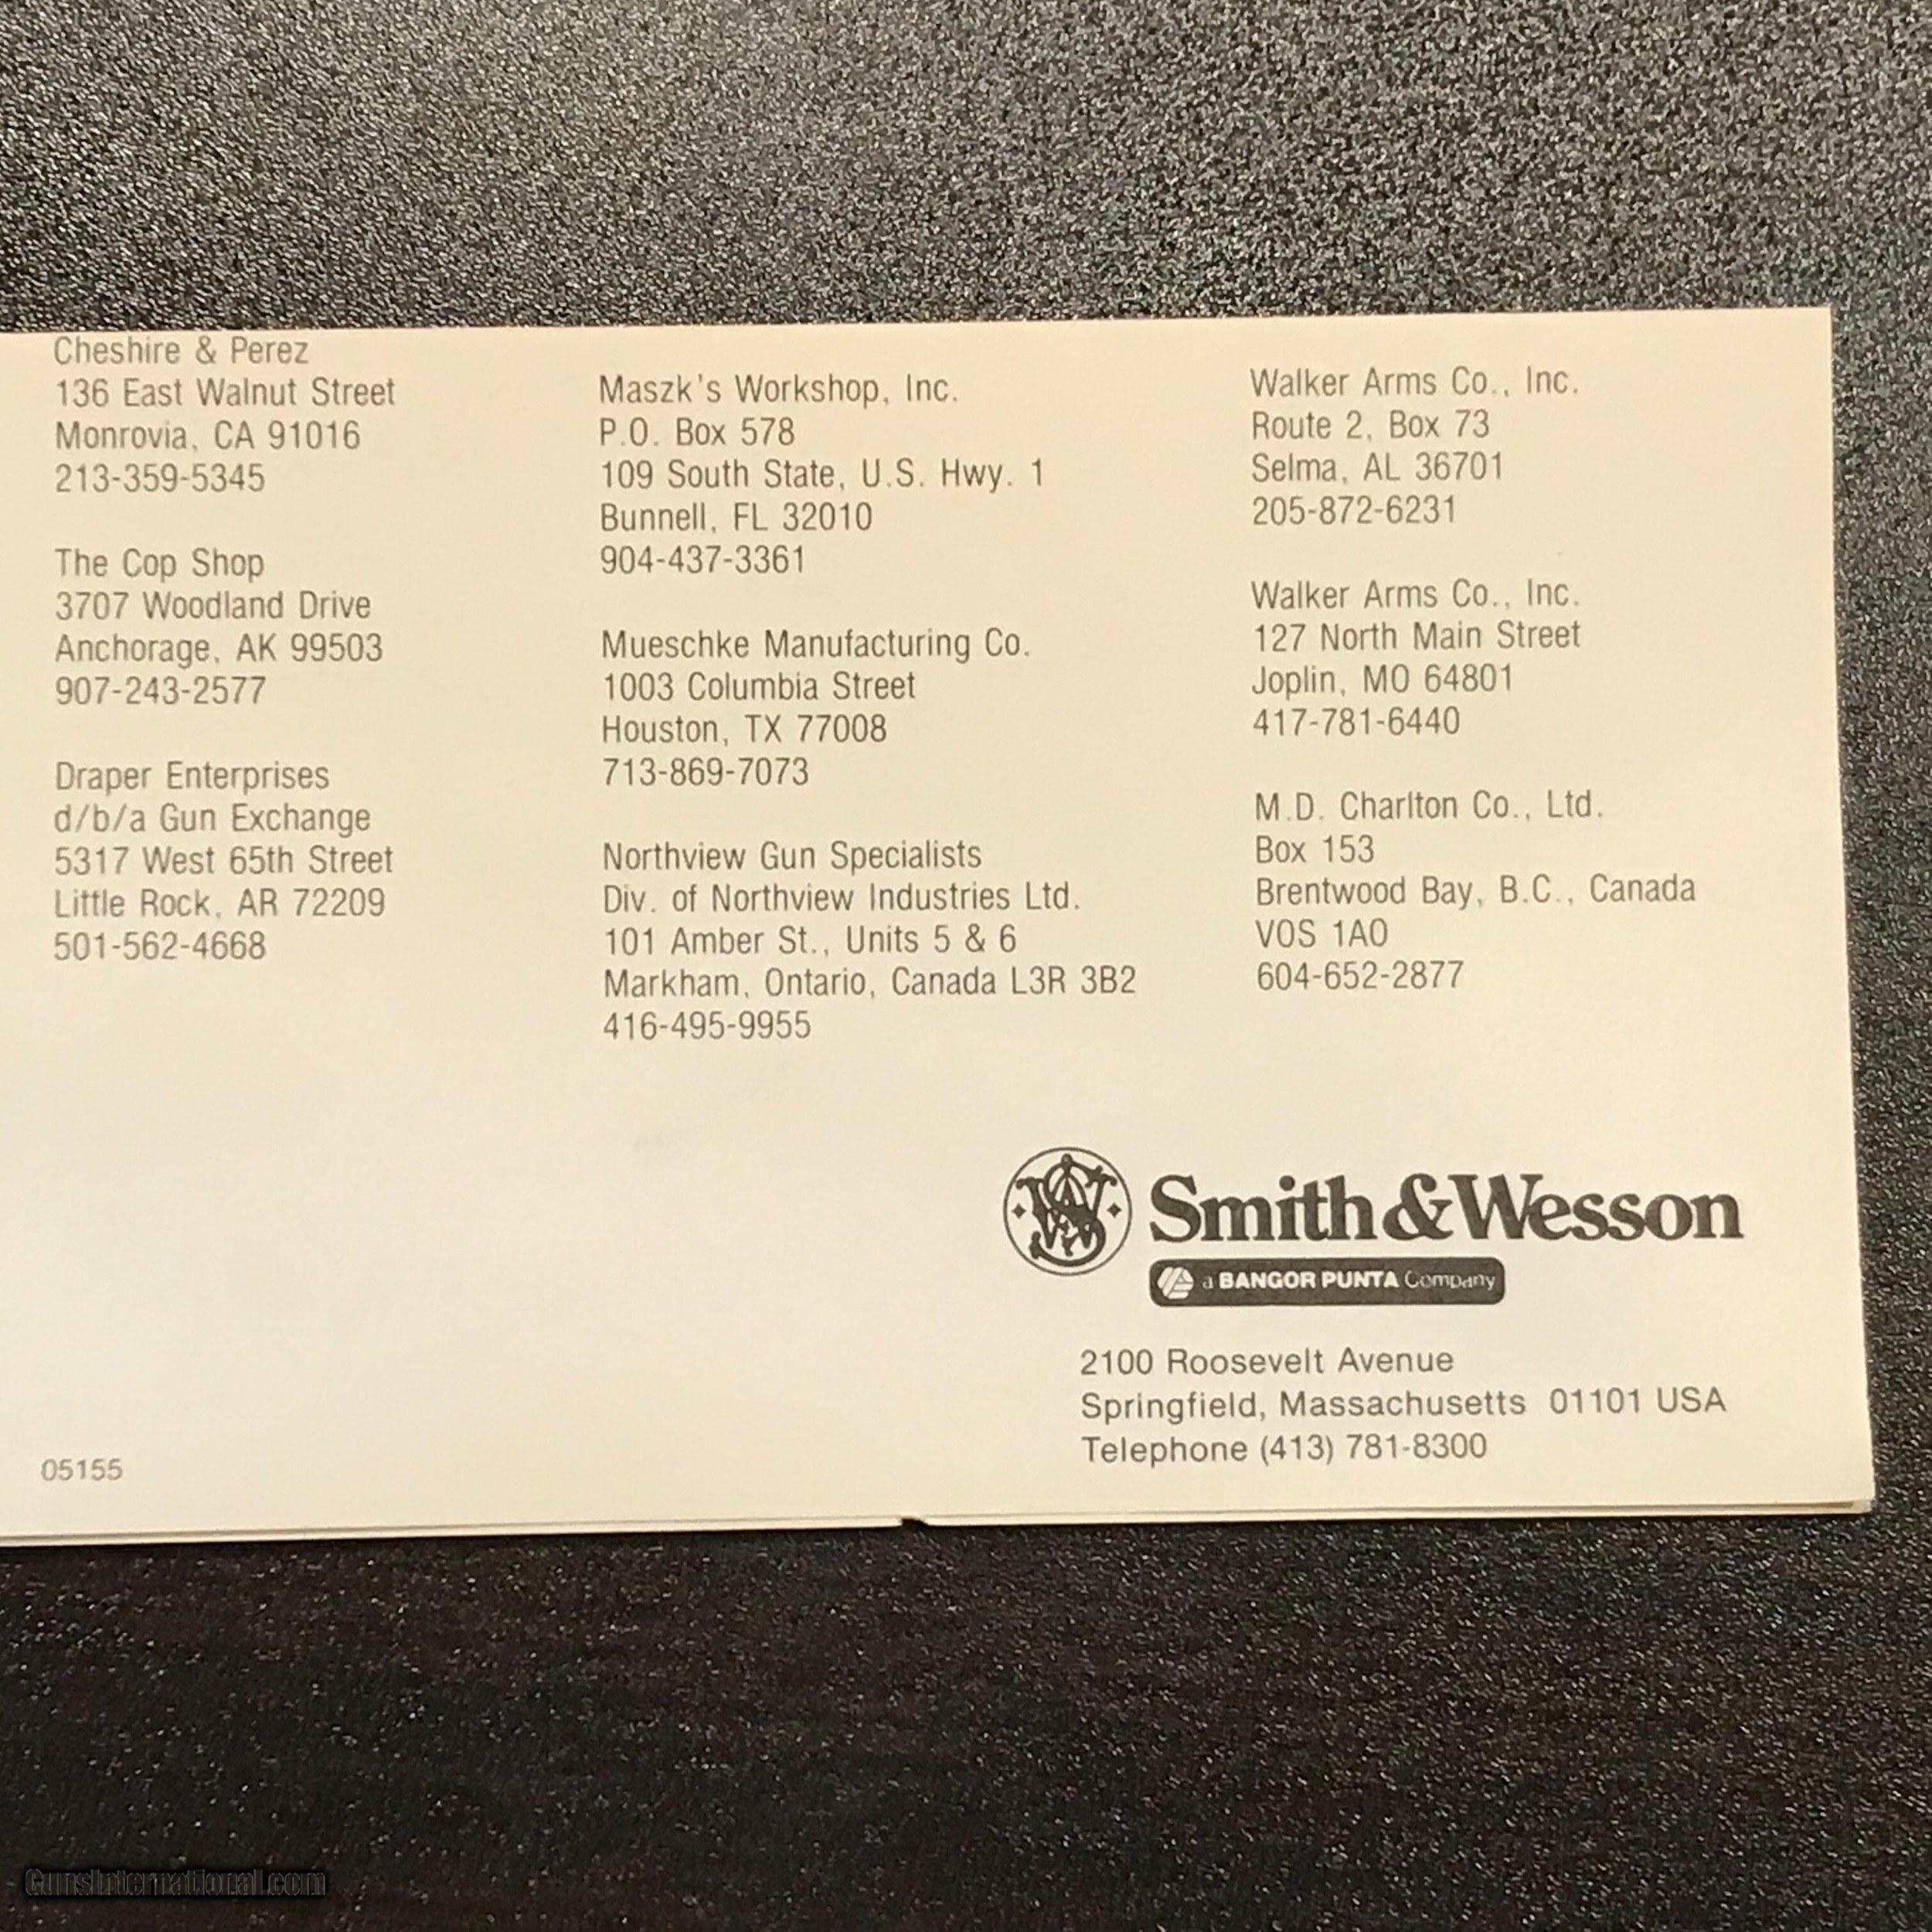 Cheshire & Perez
136 East Walnut Street
Monrovia, CA 91016
213-359-5345
The Cop Shop
3707 Woodland Drive
Anchorage, AK 99503
907-243-2577
Draper Enterprises
d/b/a Gun Exchange
5317 West 65th Street
Little Rock, AR 72209
501-562-4668
Maszk's Workshop, Inc.
P.O. Box 578
109 South State, U.S. Hwy. 1
Bunnell, FL 32010
904-437-3361
Mueschke Manufacturing Co.
1003 Columbia Street
Houston, TX 77008
713-869-7073
Northview Gun Specialists
Div. of Northview Industries Ltd.
101 Amber St., Units 5 & 6
Markham, Ontario, Canada L3R 3B2
416-495-9955
Walker Arms Co., Inc.
Route 2, Box 73
Selma, AL 36701
205-872-6231
Walker Arms Co., Inc.
127 North Main Street
Joplin, MO 64801
417-781-6440
M.D. Charlton Co., Ltd.
Box 153
Brentwood Bay, B.C., Canada
VOS 1AO
604-652-2877
Smith & Wesson
a BANGOR PUNTA Company
2100 Roosevelt Avenue
Springfield, Massachusetts 01101 USA
Telephone (413) 781-8300
05155
GunsInternational.com